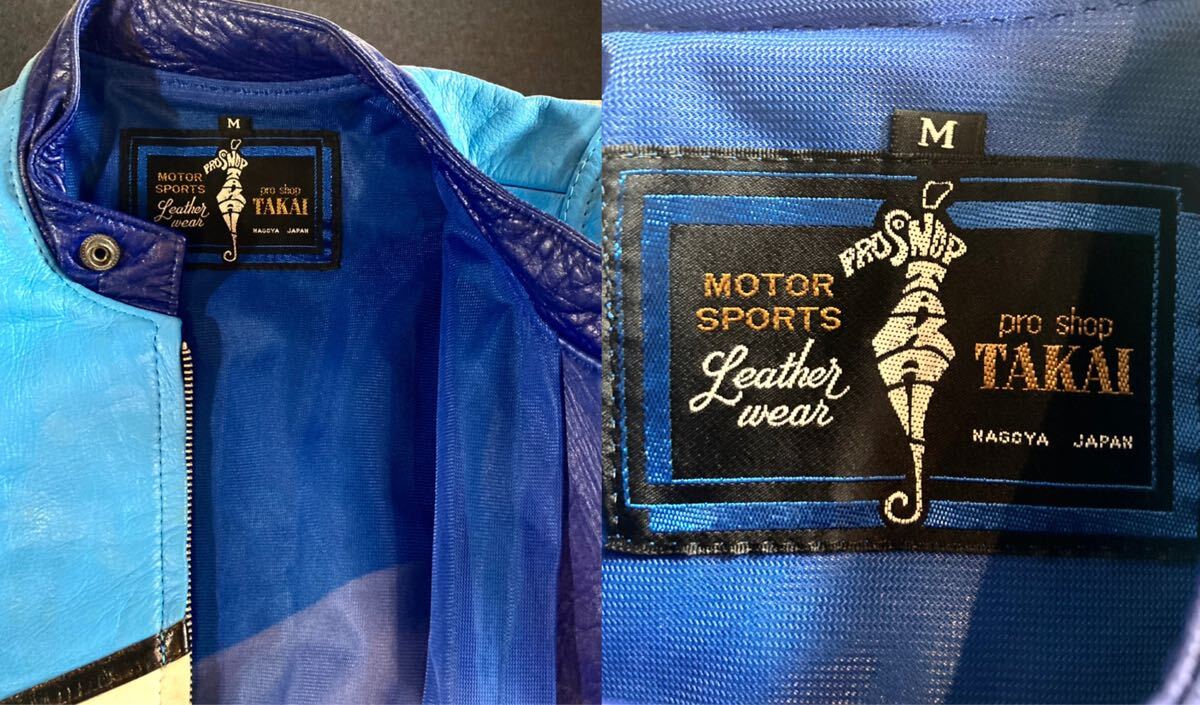 M
MOTOR
SPORTS
Leather
wear
PRO SHOP
TAKAI
pro shop
TAKAI
NAGOYA JAPAN
M
MOTOR
SPORTS
Leather
wear
PRO SHOP
TAKAI
pro shop
TAKAI
NAGOYA JAPAN